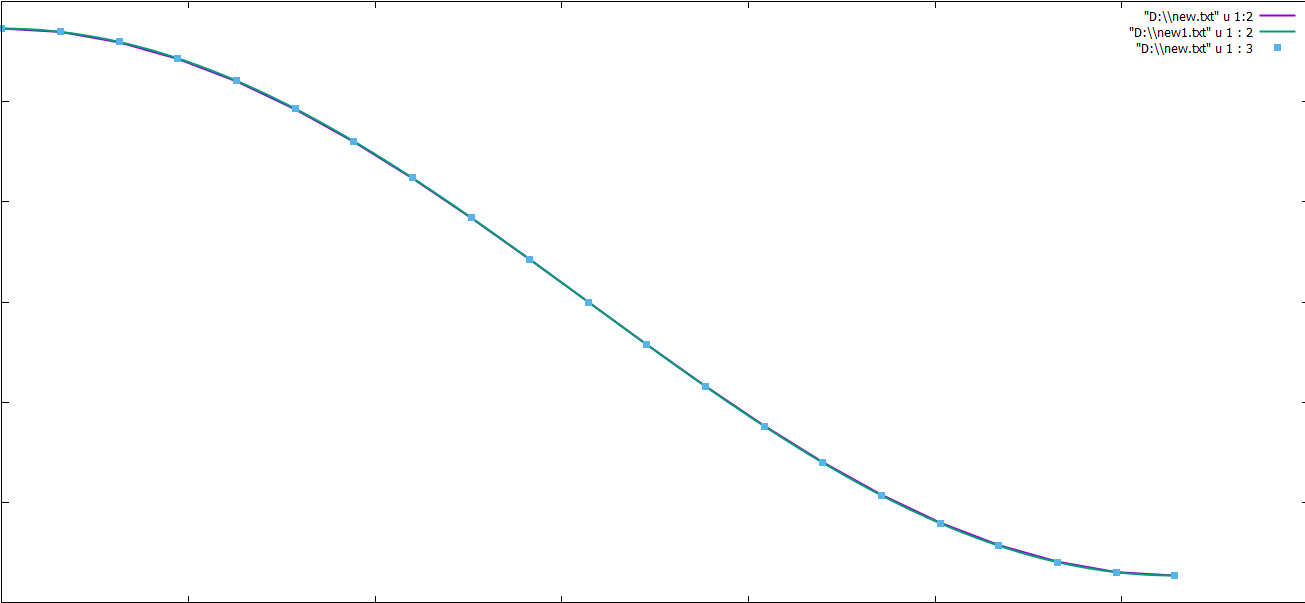 "D:\\new.txt" u 1:2
"D:\\new1.txt" u 1 : 2
"D:\\new.txt" u 1 : 3